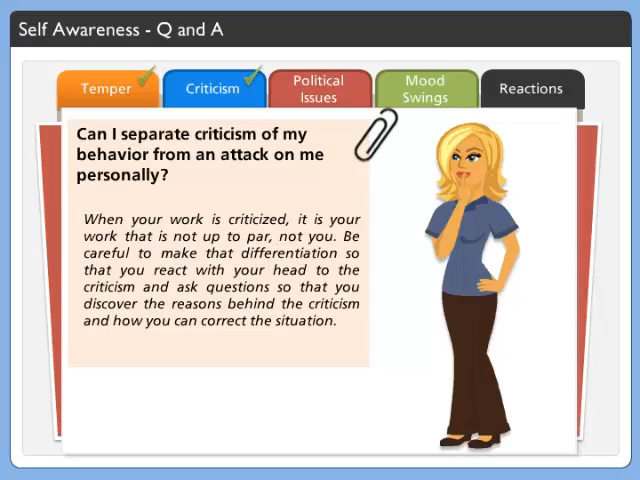 Self Awareness - Q and A
Temper
Criticism
Political
Issues
Mood
Swings
Reactions
Can I separate criticism of my
behavior from an attack on me
personally?
When your work is criticized, it is your
work that is not up to par, not you. Be
careful to make that differentiation so
that you react with your head to the
criticism and ask questions so that you
discover the reasons behind the criticism
and how you can correct the situation.